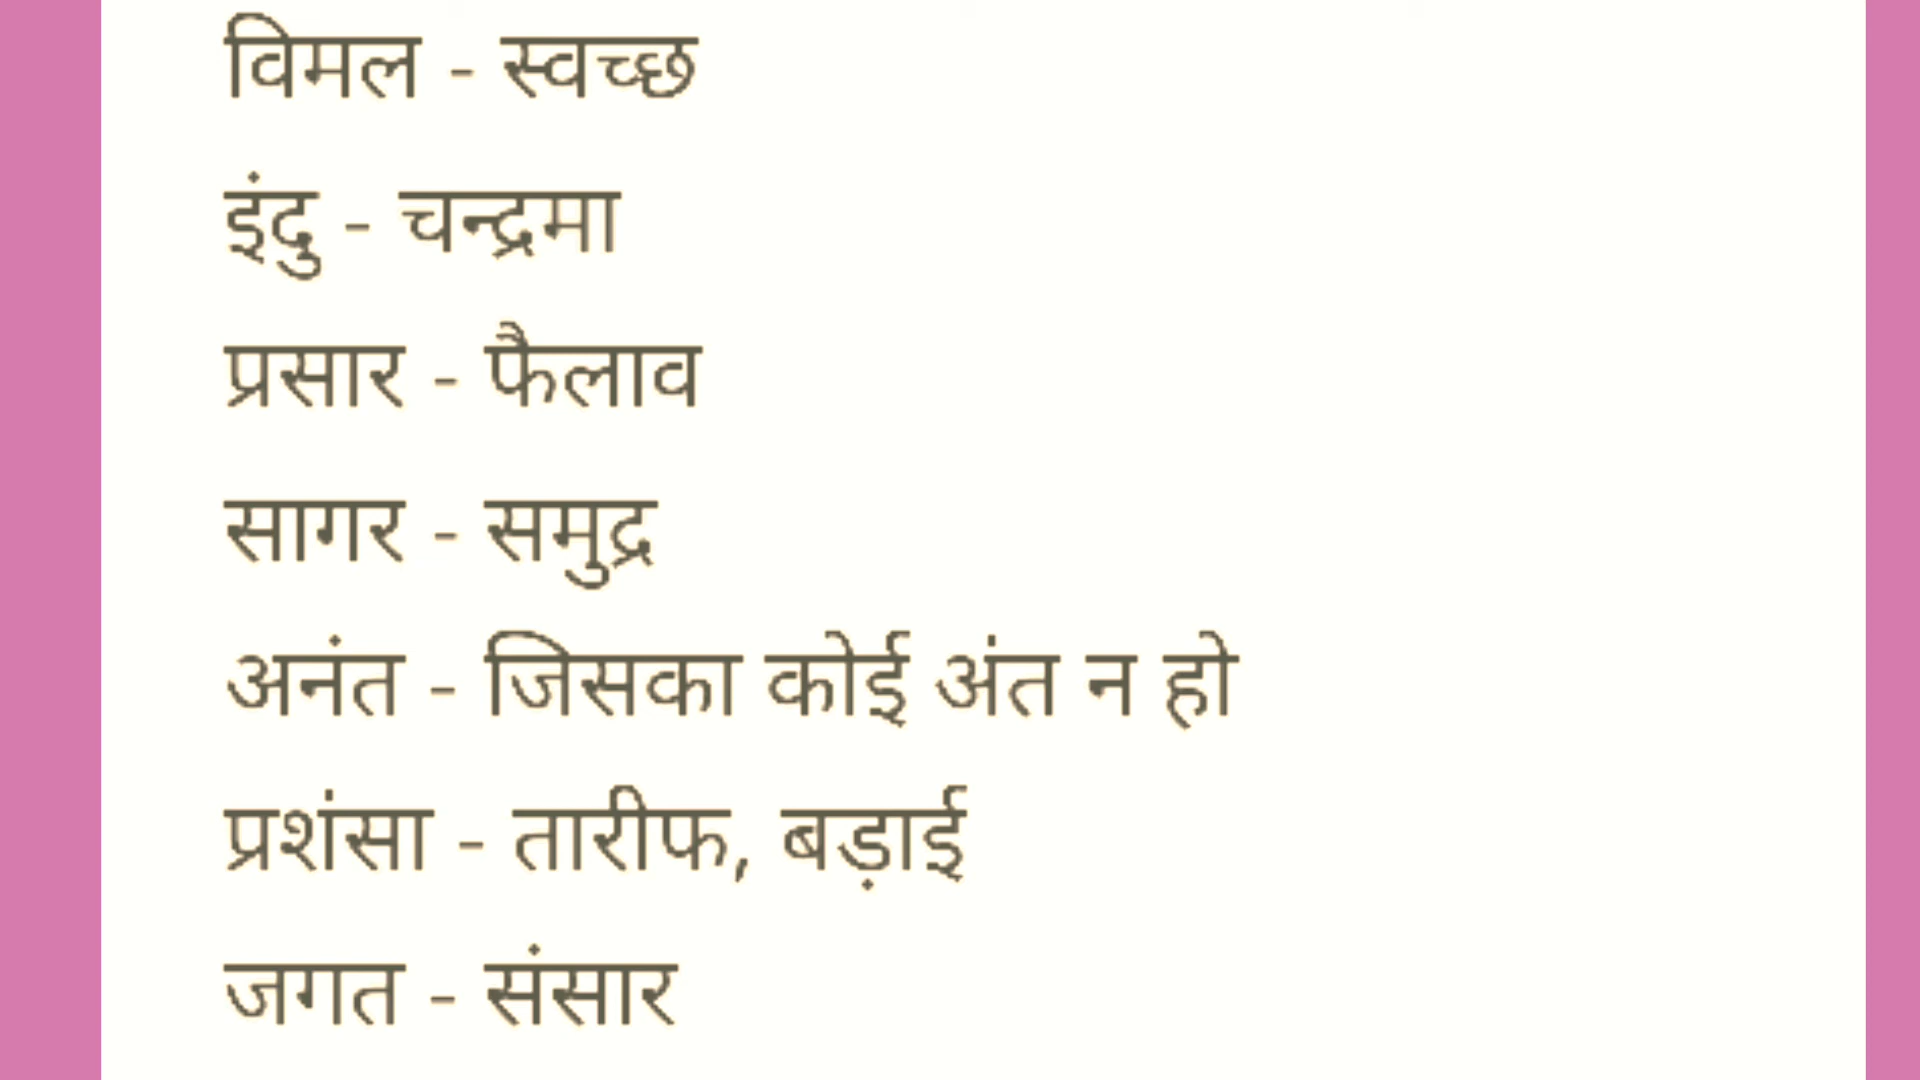 विमल - स्वच्छ
इंदु - चन्द्रमा
प्रसार - फैलाव
सागर - समुद्र
अनंत - जिसका कोई अंत न हो
प्रशंसा - तारीफ, बड़ाई
जगत - संसार